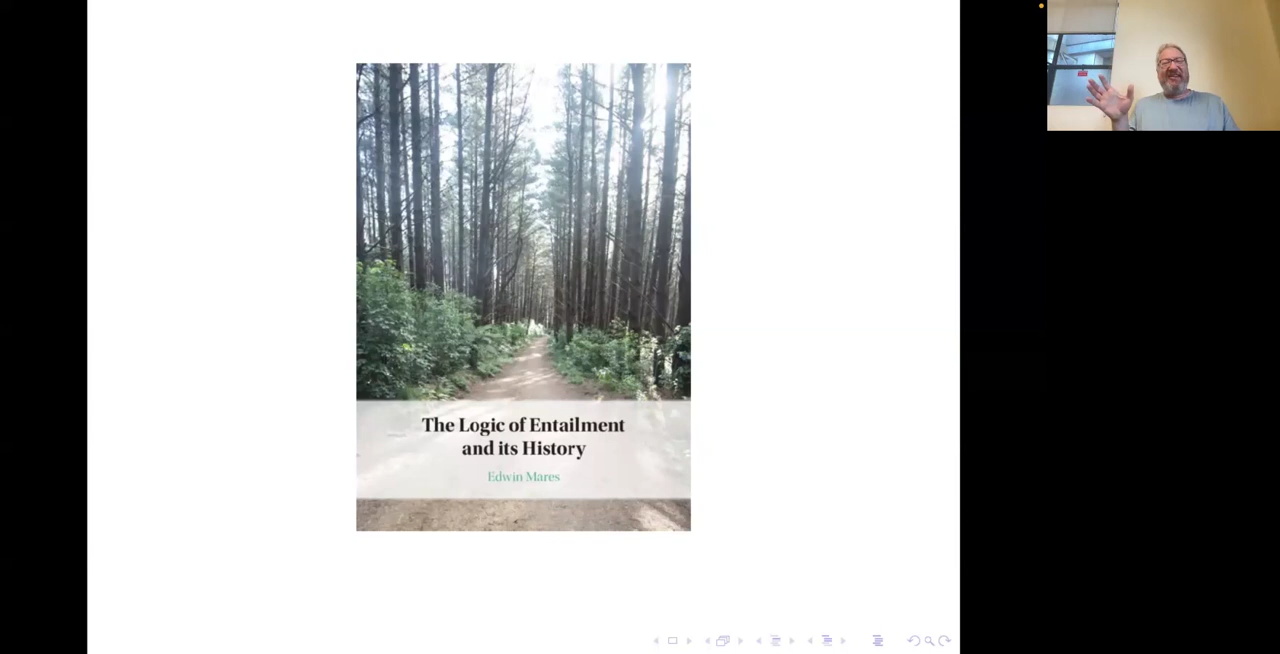 The Logic of Entailment
and its History
Edwin Mares